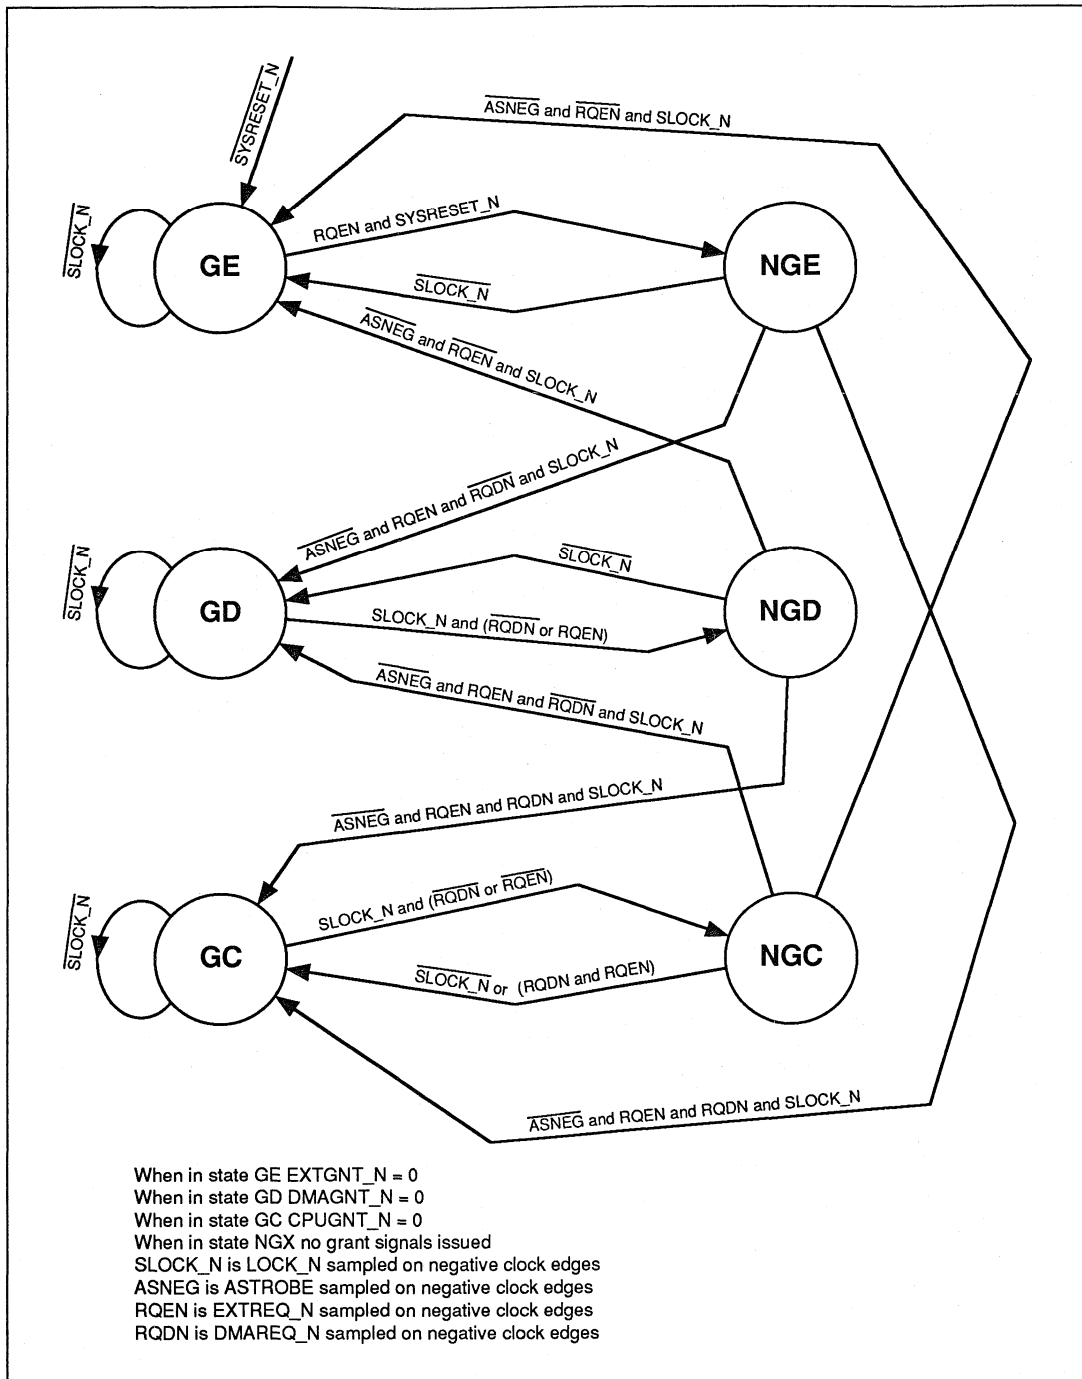 SYSRESET_N
ASNEG and RQEN and SLOCK_N
SLOCK_N
GE
RQEN and SYSRESET_N
NGE
SLOCK_N
ASNEG and RQEN and SLOCK_N
ASNEG and RQEN and RQDN and SLOCK_N
SLOCK_N
SLOCK_N
GD
SLOCK_N and (RQDN or RQEN)
NGD
ASNEG and RQEN and RQDN and SLOCK_N
ASNEG and RQEN and RQDN and SLOCK_N
SLOCK_N
GC
SLOCK_N and (RQDN or RQEN)
NGC
SLOCK_N or (RQDN and RQEN)
ASNEG and RQEN and RQDN and SLOCK_N
When in state GE EXTGNT_N = 0
When in state GD DMAGNT_N = 0
When in state GC CPUGNT_N = 0
When in state NGX no grant signals issued
SLOCK_N is LOCK_N sampled on negative clock edges
ASNEG is ASTROBE sampled on negative clock edges
RQEN is EXTREQ_N sampled on negative clock edges
RQDN is DMAREQ_N sampled on negative clock edges